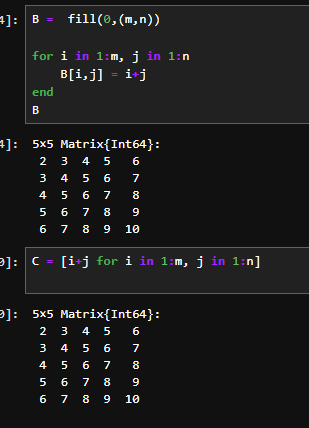 4]: B =  fill(0,(m,n))
for i in 1:m, j in 1:n
    B[i,j] = i+j
end
B
4]: 5×5 Matrix{Int64}:
 2  3  4  5   6
 3  4  5  6   7
 4  5  6  7   8
 5  6  7  8   9
 6  7  8  9  10
0]: C = [i+j for i in 1:m, j in 1:n]
0]: 5×5 Matrix{Int64}:
 2  3  4  5   6
 3  4  5  6   7
 4  5  6  7   8
 5  6  7  8   9
 6  7  8  9  10